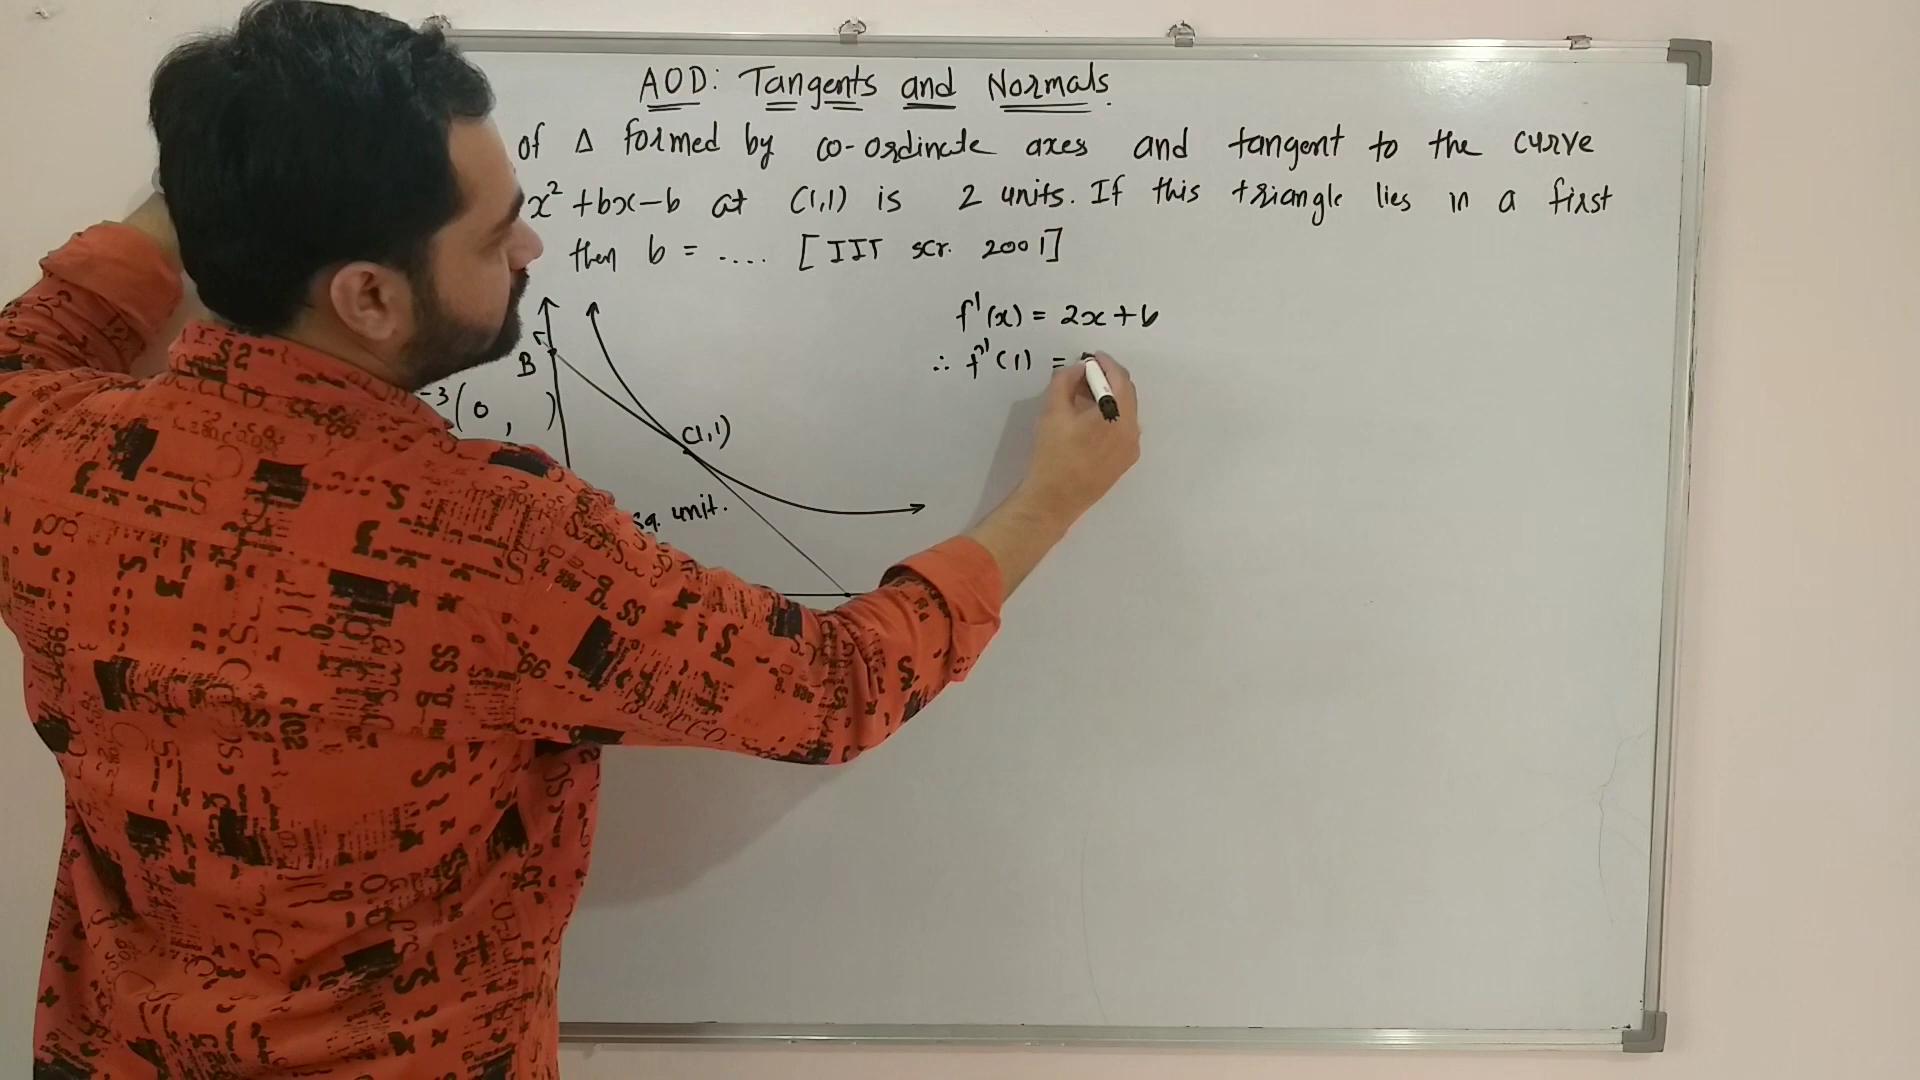 AOD: Tangents and Normals.
of Δ formed by co-ordinate axes and tangent to the curve
x² + bx - b at (1,1) is 2 units. If this triangle lies in a first
then b = .... [IIT scr. 2001]
f'(x) = 2x + b
∴ f'(1) =
B
-3 (0, )
(1,1)
sq. unit.